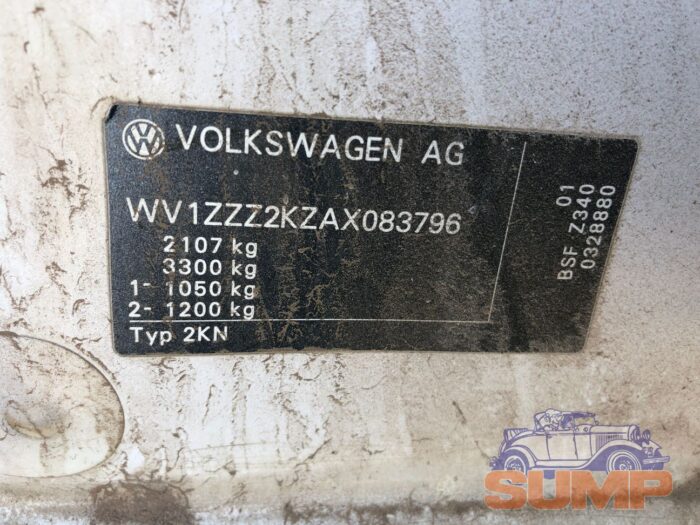 VOLKSWAGEN AG
WV1ZZZ2KZAX083796
2107 kg
3300 kg
1- 1050 kg
2- 1200 kg
Typ 2KN
01
BSF Z340
0328880
SUMP